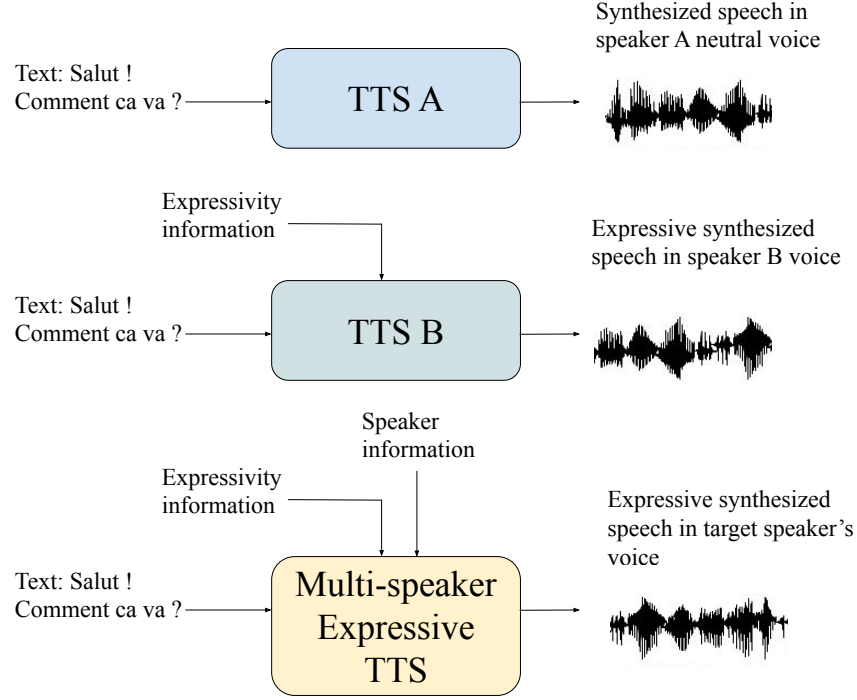 Synthesized speech in
speaker A neutral voice
Text: Salut !
Comment ca va ?
TTS A
Expressivity
information
Expressive synthesized
speech in speaker B voice
Text: Salut !
Comment ca va ?
TTS B
Speaker
information
Expressivity
information
Expressive synthesized
speech in target speaker’s
voice
Text: Salut !
Comment ca va ?
Multi-speaker
Expressive
TTS